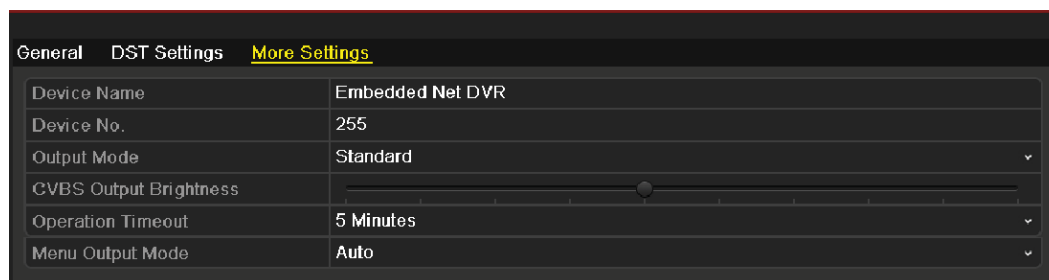 General DST Settings More Settings
Device Name Embedded Net DVR
Device No. 255
Output Mode Standard
CVBS Output Brightness
Operation Timeout 5 Minutes
Menu Output Mode Auto